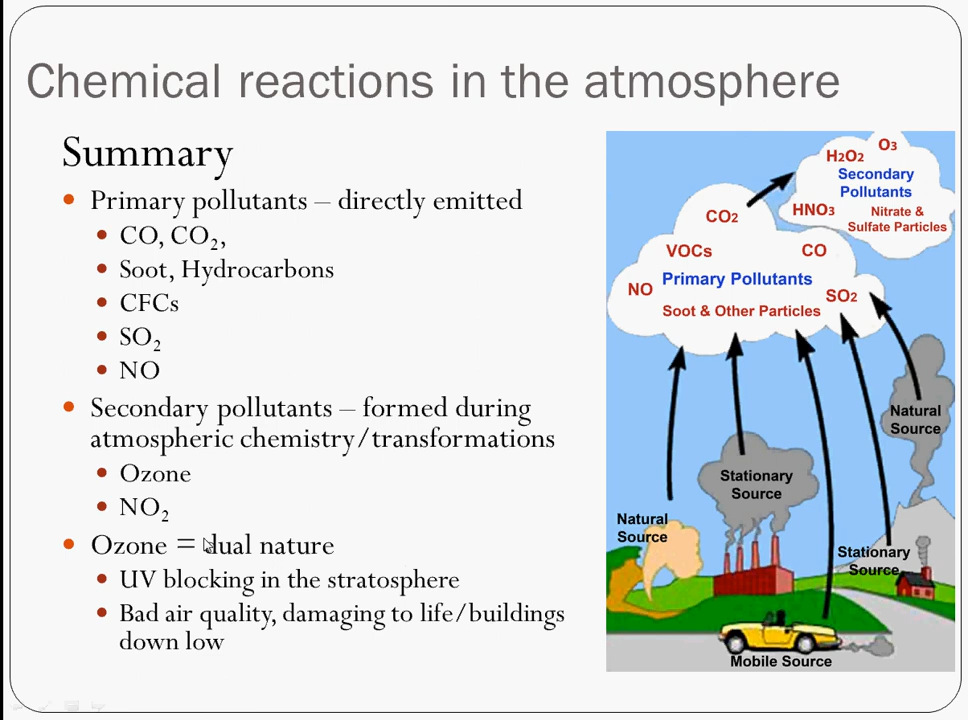 Chemical reactions in the atmosphere
Summary
• Primary pollutants – directly emitted
• CO, CO₂,
• Soot, Hydrocarbons
• CFCs
• SO₂
• NO
• Secondary pollutants – formed during
atmospheric chemistry/transformations
• Ozone
• NO₂
• Ozone = dual nature
• UV blocking in the stratosphere
• Bad air quality, damaging to life/buildings
down low
O₃
H₂O₂
Secondary
Pollutants
HNO₃
Nitrate &
Sulfate Particles
CO₂
VOCs
CO
Primary Pollutants
NO
SO₂
Soot & Other Particles
Natural
Source
Stationary
Source
Natural
Source
Stationary
Source
Mobile Source